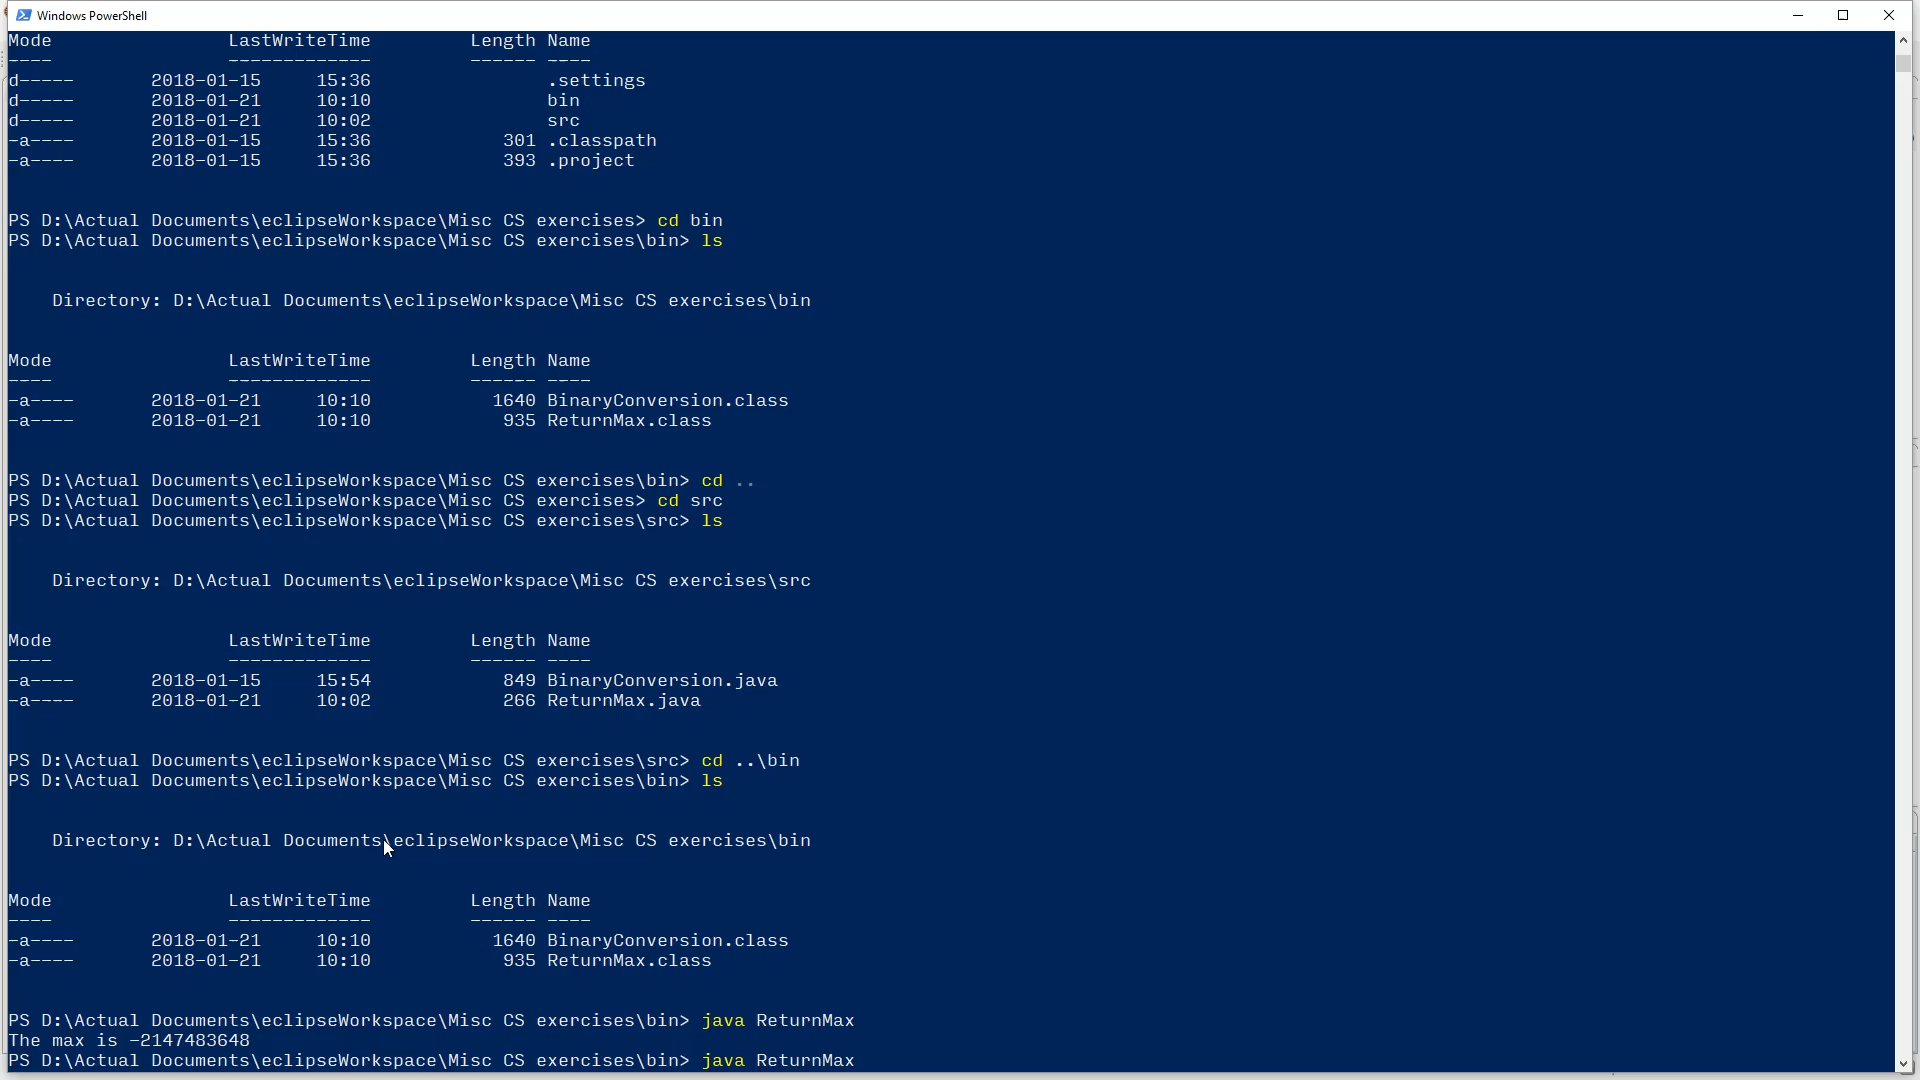 Windows PowerShell
Mode                LastWriteTime         Length Name
----                -------------         ------ ----
d-----       2018-01-15     15:36                .settings
d-----       2018-01-21     10:10                bin
d-----       2018-01-21     10:02                src
-a----       2018-01-15     15:36            301 .classpath
-a----       2018-01-15     15:36            393 .project
PS D:\Actual Documents\eclipseWorkspace\Misc CS exercises> cd bin
PS D:\Actual Documents\eclipseWorkspace\Misc CS exercises\bin> ls
    Directory: D:\Actual Documents\eclipseWorkspace\Misc CS exercises\bin
Mode                LastWriteTime         Length Name
----                -------------         ------ ----
-a----       2018-01-21     10:10           1640 BinaryConversion.class
-a----       2018-01-21     10:10            935 ReturnMax.class
PS D:\Actual Documents\eclipseWorkspace\Misc CS exercises\bin> cd ..
PS D:\Actual Documents\eclipseWorkspace\Misc CS exercises> cd src
PS D:\Actual Documents\eclipseWorkspace\Misc CS exercises\src> ls
    Directory: D:\Actual Documents\eclipseWorkspace\Misc CS exercises\src
Mode                LastWriteTime         Length Name
----                -------------         ------ ----
-a----       2018-01-15     15:54            849 BinaryConversion.java
-a----       2018-01-21     10:02            266 ReturnMax.java
PS D:\Actual Documents\eclipseWorkspace\Misc CS exercises\src> cd ..\bin
PS D:\Actual Documents\eclipseWorkspace\Misc CS exercises\bin> ls
    Directory: D:\Actual Documents\eclipseWorkspace\Misc CS exercises\bin
Mode                LastWriteTime         Length Name
----                -------------         ------ ----
-a----       2018-01-21     10:10           1640 BinaryConversion.class
-a----       2018-01-21     10:10            935 ReturnMax.class
PS D:\Actual Documents\eclipseWorkspace\Misc CS exercises\bin> java ReturnMax
The max is -2147483648
PS D:\Actual Documents\eclipseWorkspace\Misc CS exercises\bin> java ReturnMax